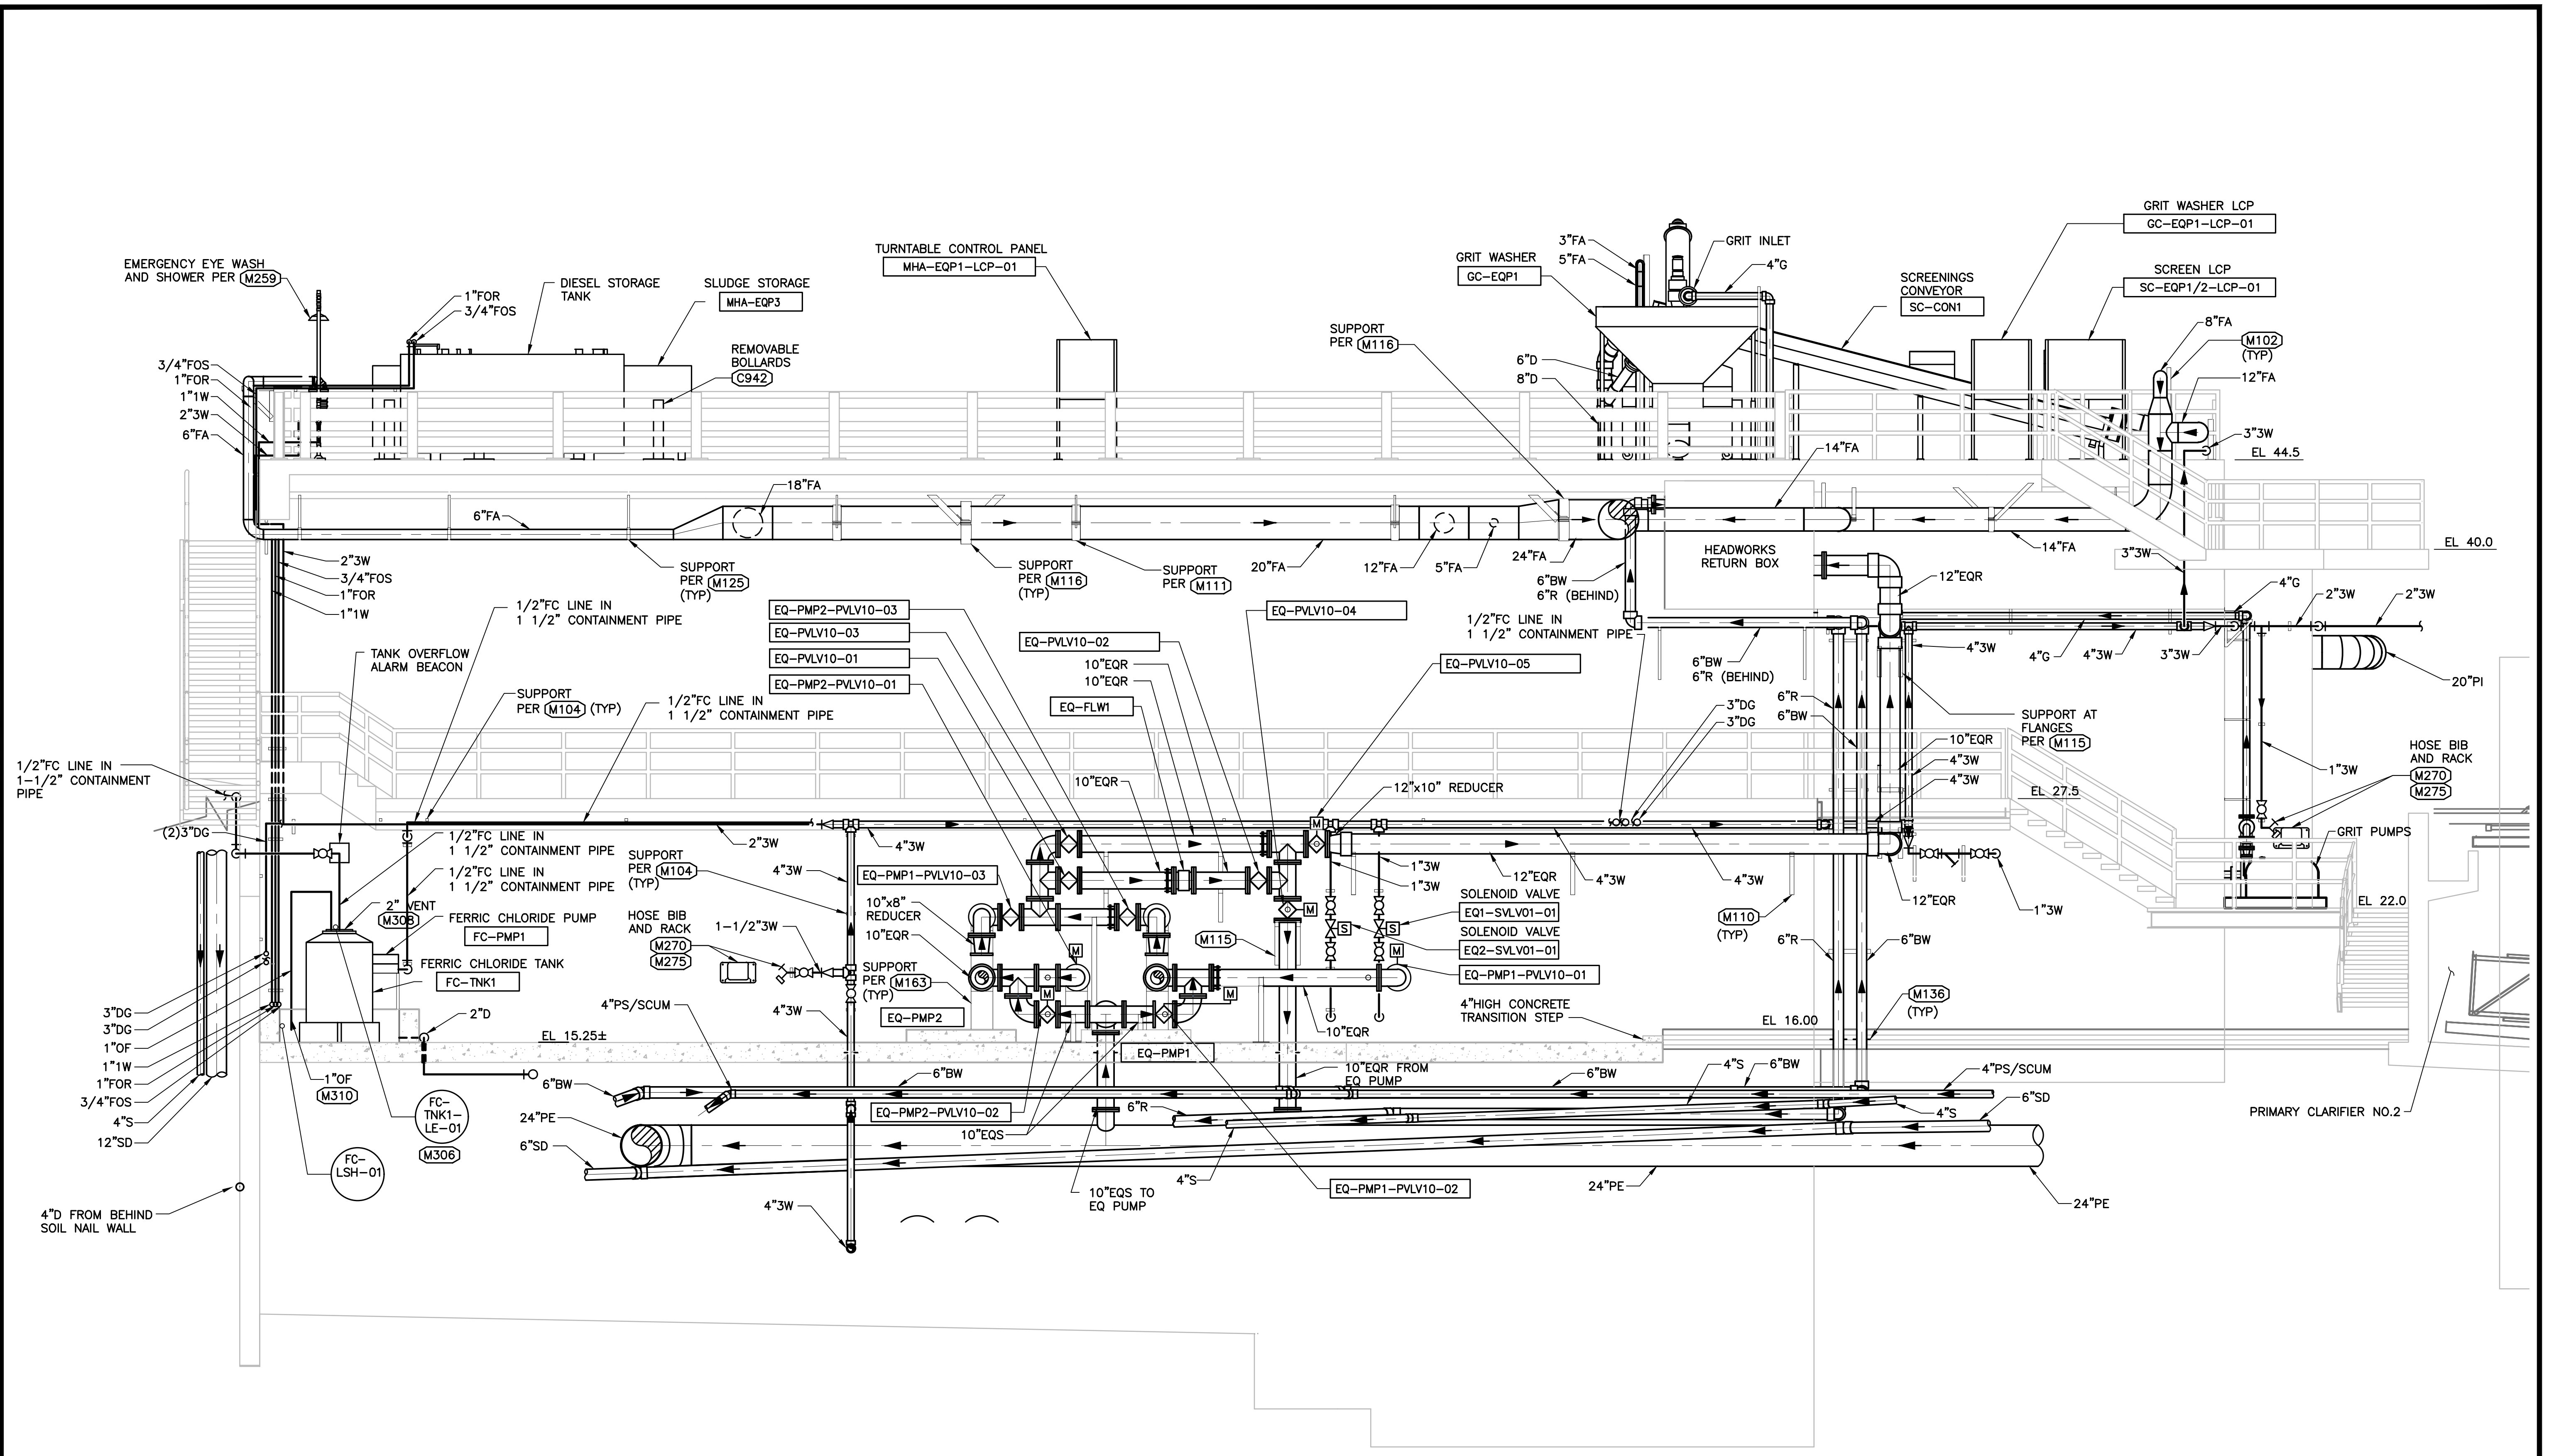 GRIT WASHER LCP
GC-EQP1-LCP-01
EMERGENCY EYE WASH
AND SHOWER PER M259
1"FOR
3/4"FOS
DIESEL STORAGE
TANK
SLUDGE STORAGE
MHA-EQP3
REMOVABLE
BOLLARDS
C942
TURNTABLE CONTROL PANEL
MHA-EQP1-LCP-01
SUPPORT
PER M116
GRIT WASHER
GC-EQP1
3"FA
5"FA
GRIT INLET
4"G
6"D
8"D
SCREENINGS
CONVEYOR
SC-CON1
SCREEN LCP
SC-EQP1/2-LCP-01
8"FA
M102
(TYP)
12"FA
3"3W
EL 44.5
3/4"FOS
1"FOR
1"1W
2"3W
6"FA
18"FA
6"FA
14"FA
2"3W
3/4"FOS
1"FOR
1"1W
SUPPORT
PER M125
(TYP)
SUPPORT
PER M116
(TYP)
SUPPORT
PER M111
20"FA
12"FA
5"FA
24"FA
6"BW
6"R (BEHIND)
HEADWORKS
RETURN BOX
14"FA
3"3W
EL 40.0
12"EQR
4"G
2"3W
2"3W
1/2"FC LINE IN
1 1/2" CONTAINMENT PIPE
EQ-PMP2-PVLV10-03
EQ-PVLV10-03
EQ-PVLV10-01
EQ-PMP2-PVLV10-01
EQ-PVLV10-02
10"EQR
10"EQR
EQ-FLW1
EQ-PVLV10-04
1/2"FC LINE IN
1 1/2" CONTAINMENT PIPE
EQ-PVLV10-05
6"BW
6"R (BEHIND)
4"3W
4"G
4"3W
3"3W
20"PI
TANK OVERFLOW
ALARM BEACON
SUPPORT
PER M104 (TYP)
1/2"FC LINE IN
1 1/2" CONTAINMENT PIPE
3"DG
3"DG
6"R
6"BW
SUPPORT AT
FLANGES
PER M115
10"EQR
4"3W
4"3W
1"3W
HOSE BIB
AND RACK
M270
M275
1/2"FC LINE IN
1-1/2" CONTAINMENT
PIPE
10"EQR
12"x10" REDUCER
EL 27.5
(2)3"DG
1/2"FC LINE IN
1 1/2" CONTAINMENT PIPE
2"3W
4"3W
M
GRIT PUMPS
SUPPORT
PER M104
(TYP)
4"3W
EQ-PMP1-PVLV10-03
1/2"FC LINE IN
1 1/2" CONTAINMENT PIPE
1"3W
1"3W
12"EQR
4"3W
4"3W
12"EQR
1"3W
EL 22.0
2" VENT
M308
FERRIC CHLORIDE PUMP
FC-PMP1
HOSE BIB
AND RACK
M270
M275
1-1/2"3W
10"x8"
REDUCER
10"EQR
M
M115
SOLENOID VALVE
EQ1-SVLV01-01
SOLENOID VALVE
EQ2-SVLV01-01
S
S
M110
(TYP)
6"R
6"BW
FERRIC CHLORIDE TANK
FC-TNK1
SUPPORT
PER M163
(TYP)
M
M
EQ-PMP1-PVLV10-01
M
M
EQ-PMP2
4"PS/SCUM
4"3W
4"HIGH CONCRETE
TRANSITION STEP
10"EQR
EL 16.00
M136
(TYP)
3"DG
3"DG
1"OF
1"1W
1"FOR
3/4"FOS
4"S
12"SD
2"D
EL 15.25±
EQ-PMP1
1"OF
M310
FC-
TNK1-
LE-01
M306
FC-
LSH-01
6"BW
6"BW
10"EQR FROM
EQ PUMP
6"BW
4"S
6"BW
4"PS/SCUM
24"PE
EQ-PMP2-PVLV10-02
6"R
4"S
6"SD
PRIMARY CLARIFIER NO.2
6"SD
10"EQS
4"S
10"EQS TO
EQ PUMP
EQ-PMP1-PVLV10-02
24"PE
24"PE
4"3W
4"D FROM BEHIND
SOIL NAIL WALL